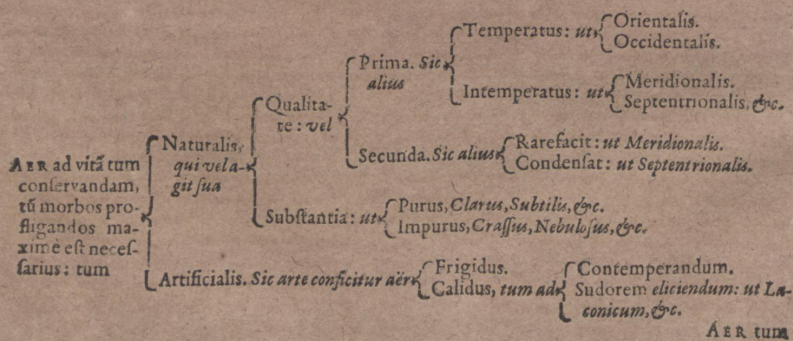 AER ad vitã tum
conservandam,
tũ morbos pro-
fligandos ma-
ximè est neces-
sarius: tum
Naturalis,
qui vel a-
git sua
Qualita-
te: vel
Prima. Sic
alius
Temperatus: ut
Orientalis.
Occidentalis.
Intemperatus: ut
Meridionalis.
Septentrionalis, &c.
Secunda. Sic alius
Rarefacit: ut Meridionalis.
Condensat: ut Septentrionalis.
Substantia: ut
Purus, Clarus, Subtilis, &c.
Impurus, Crassus, Nebulosus, &c.
Artificialis. Sic arte conficitur aër
Frigidus.
Calidus, tum ad
Contemperandum.
Sudorem eliciendum: ut La-
conicum, &c.
AER tum